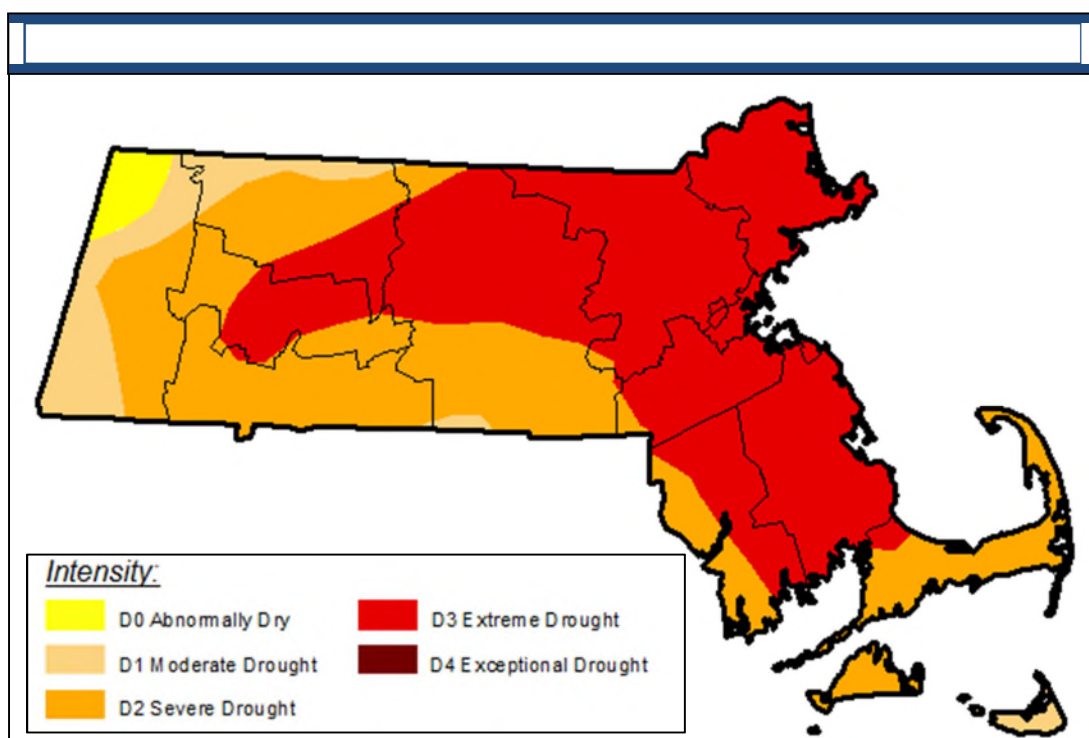 Intensity:
D0 Abnormally Dry
D1 Moderate Drought
D2 Severe Drought
D3 Extreme Drought
D4 Exceptional Drought